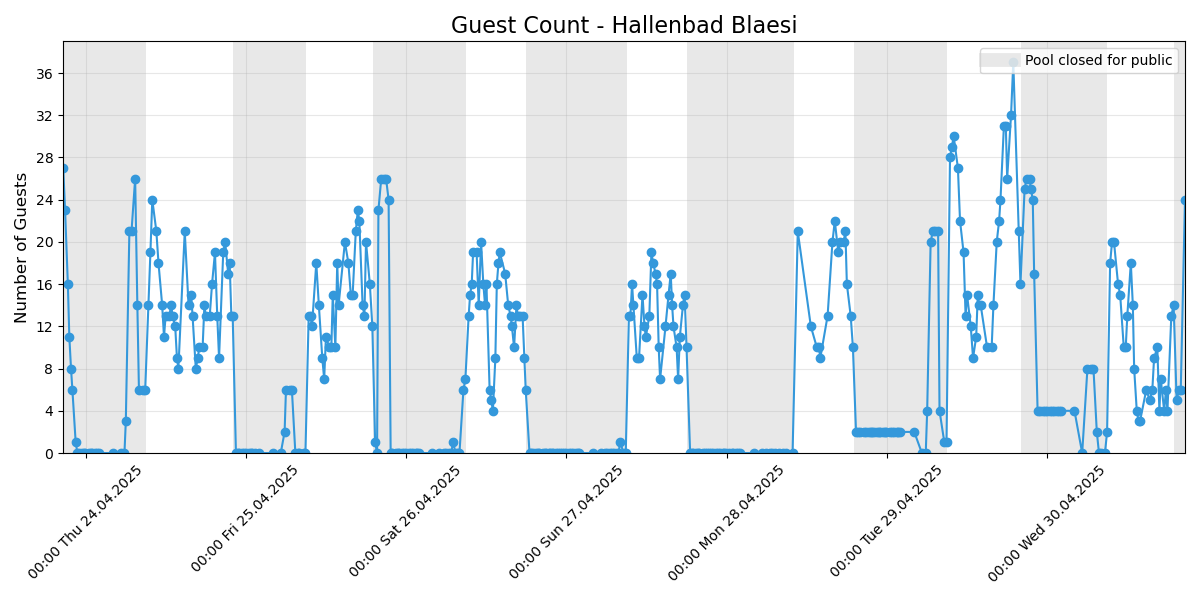 Guest Count - Hallenbad Blaesi
Pool closed for public
Number of Guests
36
32
28
24
20
16
12
8
4
0
00:00 Thu 24.04.2025
00:00 Fri 25.04.2025
00:00 Sat 26.04.2025
00:00 Sun 27.04.2025
00:00 Mon 28.04.2025
00:00 Tue 29.04.2025
00:00 Wed 30.04.2025